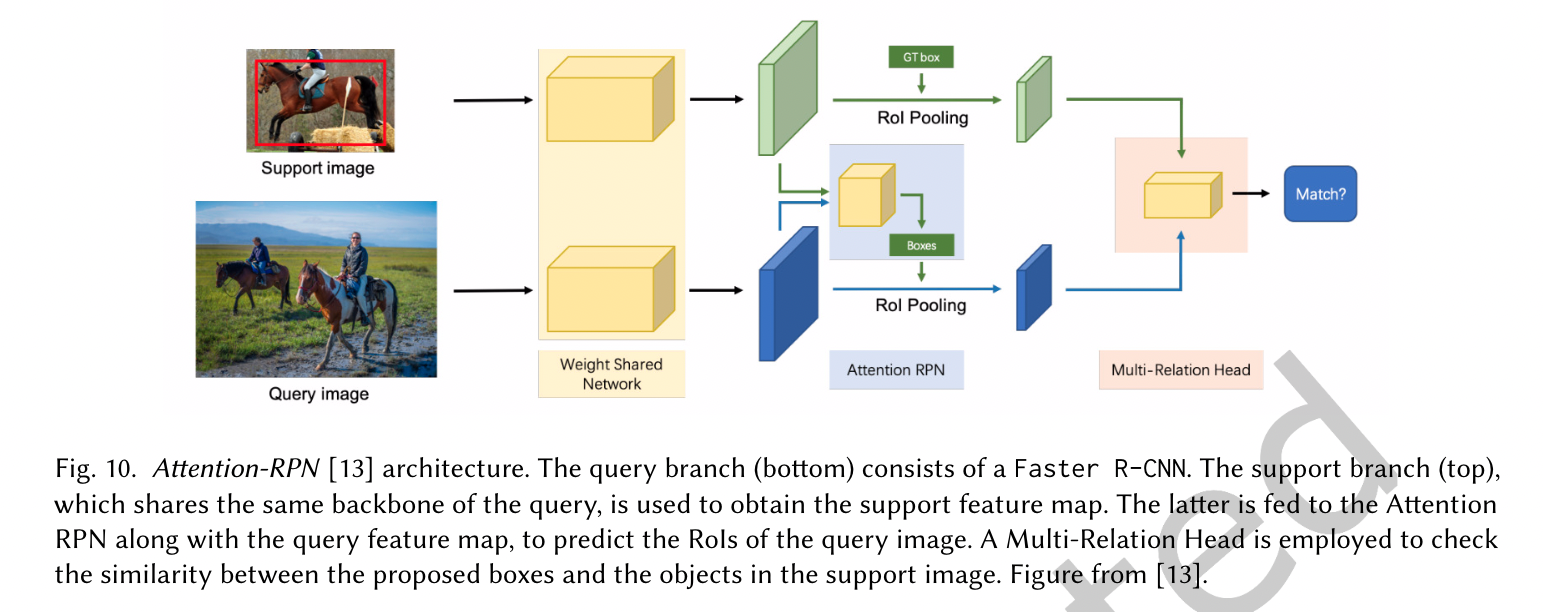 GT box
RoI Pooling
Support image
Match?
Boxes
RoI Pooling
Weight Shared
Network
Attention RPN
Multi-Relation Head
Query image
Fig. 10. Attention-RPN [13] architecture. The query branch (bottom) consists of a Faster R-CNN. The support branch (top),
which shares the same backbone of the query, is used to obtain the support feature map. The latter is fed to the Attention
RPN along with the query feature map, to predict the RoIs of the query image. A Multi-Relation Head is employed to check
the similarity between the proposed boxes and the objects in the support image. Figure from [13].
ted